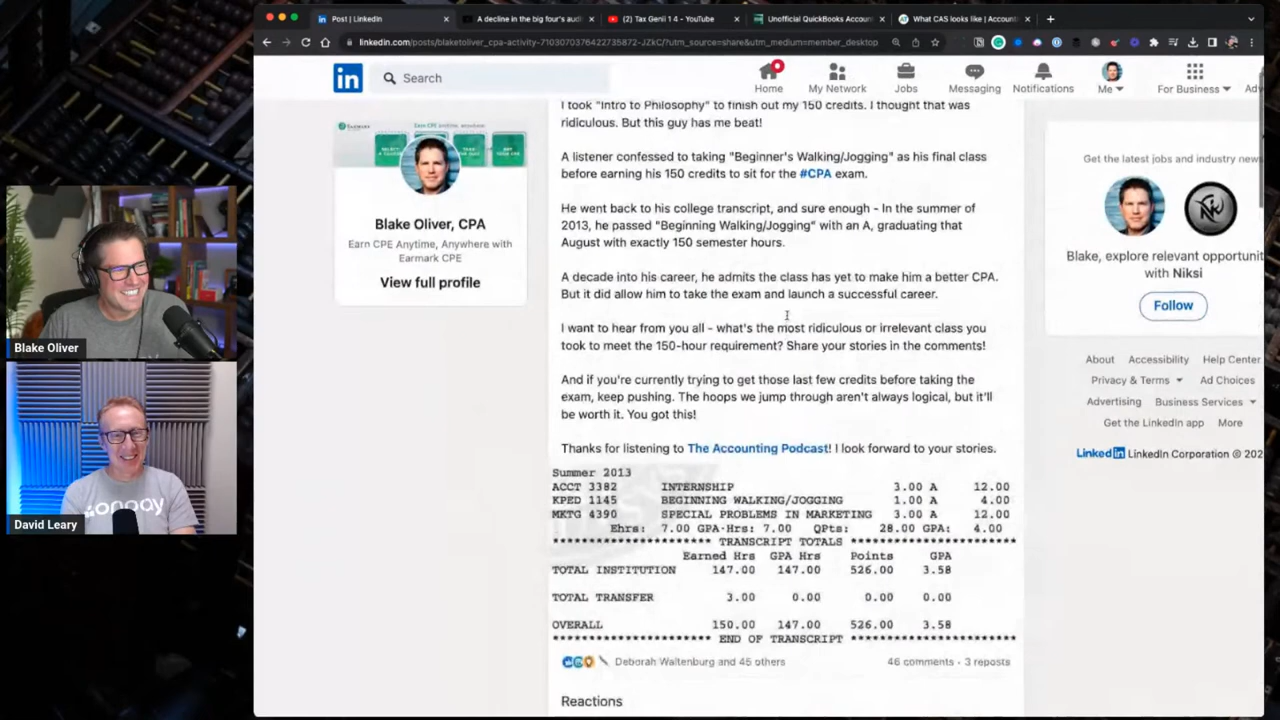 Post | LinkedIn
A decline in the big four's audi
(2) Tax Genii 1 4 - YouTube
Unofficial QuickBooks Accoun
What CAS looks like | Accoun
linkedin.com/posts/blaketoliver_cpa-activity-7103070376422735872-JZkC/?utm_source=share&utm_medium=member_desktop
in
Search
Home
My Network
Jobs
Messaging
Notifications
Me
For Business
Adv
EARMARK
Earn CPE anytime, anywhere
Blake Oliver, CPA
Earn CPE Anytime, Anywhere with
Earmark CPE
View full profile
I took "Intro to Philosophy" to finish out my 150 credits. I thought that was
ridiculous. But this guy has me beat!
A listener confessed to taking "Beginner's Walking/Jogging" as his final class
before earning his 150 credits to sit for the #CPA exam.
He went back to his college transcript, and sure enough - In the summer of
2013, he passed "Beginning Walking/Jogging" with an A, graduating that
August with exactly 150 semester hours.
A decade into his career, he admits the class has yet to make him a better CPA.
But it did allow him to take the exam and launch a successful career.
I want to hear from you all - what's the most ridiculous or irrelevant class you
took to meet the 150-hour requirement? Share your stories in the comments!
And if you're currently trying to get those last few credits before taking the
exam, keep pushing. The hoops we jump through aren't always logical, but it'll
be worth it. You got this!
Thanks for listening to The Accounting Podcast! I look forward to your stories.
Summer 2013
ACCT 3382 INTERNSHIP 3.00 A 12.00
KPED 1145 BEGINNING WALKING/JOGGING 1.00 A 4.00
MKTG 4390 SPECIAL PROBLEMS IN MARKETING 3.00 A 12.00
Ehrs: 7.00 GPA-Hrs: 7.00 QPts: 28.00 GPA: 4.00
********************** TRANSCRIPT TOTALS ************************
Earned Hrs GPA Hrs Points GPA
TOTAL INSTITUTION 147.00 147.00 526.00 3.58
TOTAL TRANSFER 3.00 0.00 0.00 0.00
OVERALL 150.00 147.00 526.00 3.58
********************** END OF TRANSCRIPT ************************
Deborah Waltenburg and 45 others
46 comments · 3 reposts
Reactions
Get the latest jobs and industry news
Blake, explore relevant opportunit
with Niksi
Follow
About Accessibility Help Center
Privacy & Terms Ad Choices
Advertising Business Services
Get the LinkedIn app More
Linkedin LinkedIn Corporation © 202
Blake Oliver
onpay
David Leary